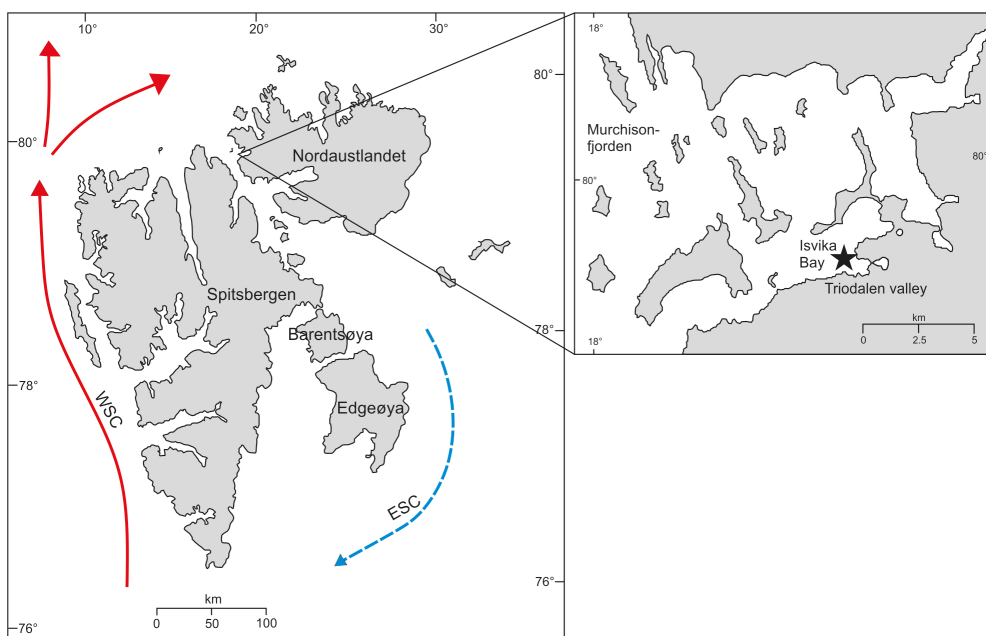 10°
20°
30°
80°
78°
76°
80°
78°
76°
Nordaustlandet
Spitsbergen
Barentsøya
Edgeøya
WSC
ESC
km
0 50 100
18°
80°
80°
18°
Murchison-
fjorden
Isvika
Bay
Triodalen valley
km
0 2.5 5